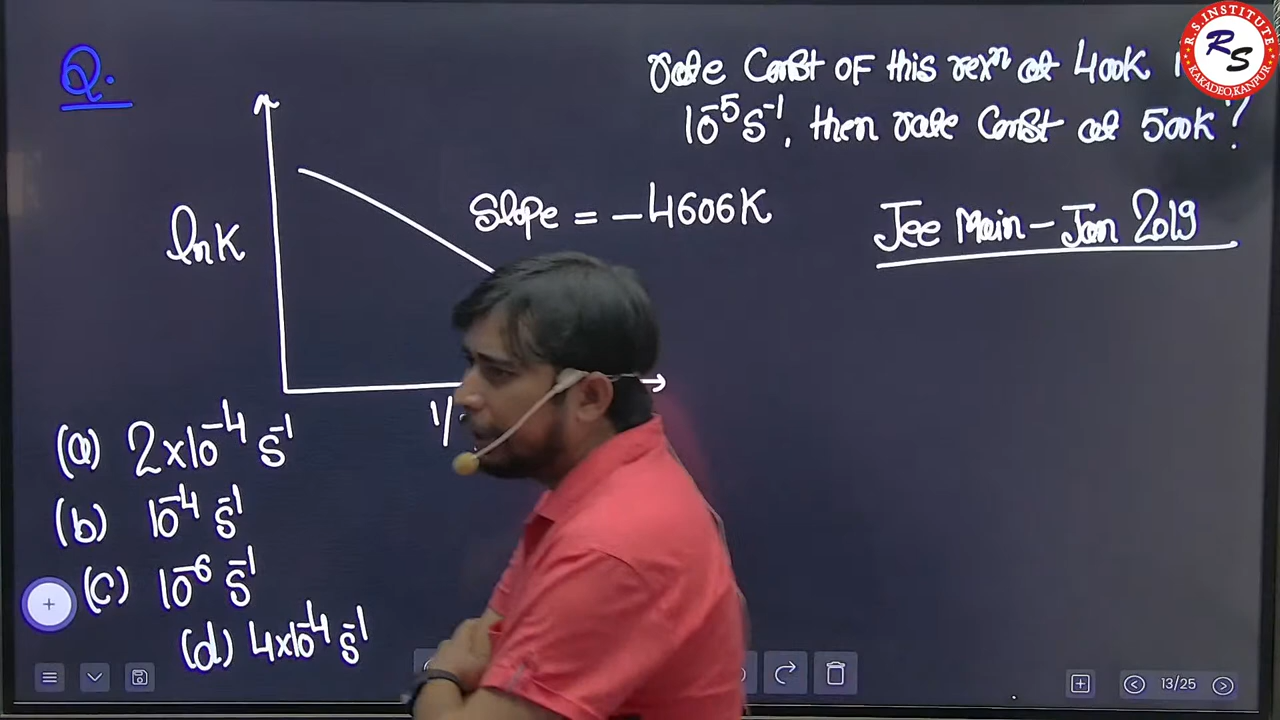 Q.
Rate Const OF this rexⁿ at 400K
10⁻⁵ S⁻¹, then rate Const at 500K?
Slope = -4606K
Jee Main - Jan 2019
lnK
1/
(a) 2×10⁻⁴ S⁻¹
(b) 10⁻⁴ S⁻¹
(c) 10⁻⁶ S⁻¹
(d) 4×10⁻⁴ S⁻¹
13/25
R.S.INSTITUTE
RS
KAKADEO,KANPUR